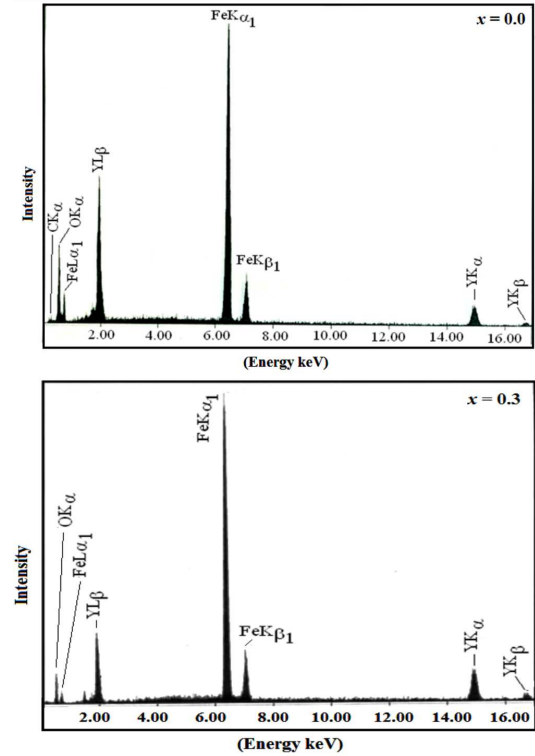 FeKα1
x = 0.0
YLβ
CKα
OKα
FeLα1
FeKβ1
YKα
YKβ
Intensity
2.00 4.00 6.00 8.00 10.00 12.00 14.00 16.00
(Energy keV)
x = 0.3
FeKα1
OKα
FeLα1
YLβ
FeKβ1
YKα
YKβ
Intensity
2.00 4.00 6.00 8.00 10.00 12.00 14.00 16.00
(Energy keV)